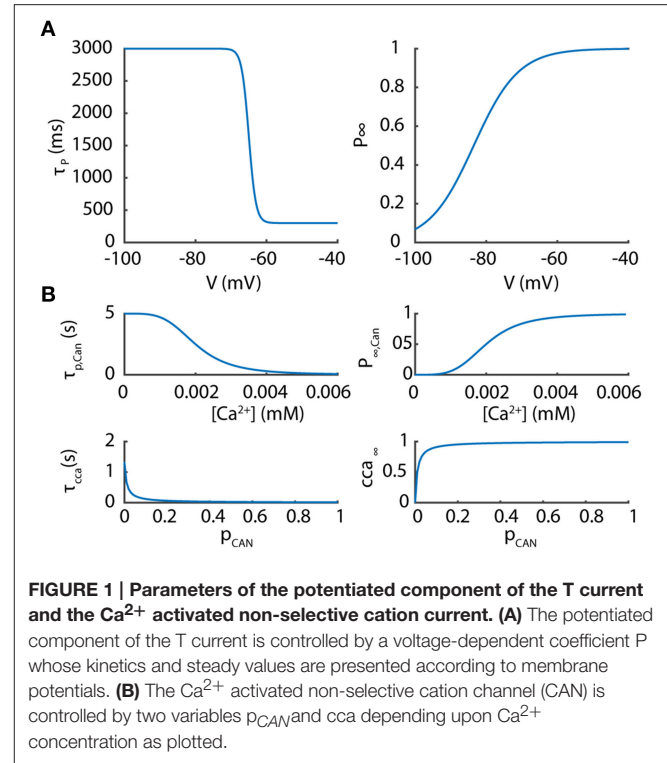 A
3000
2500
2000
1500
1000
500
0
τP (ms)
-100 -80 -60 -40
V (mV)
1
0.8
0.6
0.4
0.2
0
P∞
-100 -80 -60 -40
V (mV)
B
5
0
τp,Can (s)
0 0.002 0.004 0.006
[Ca2+] (mM)
1
05
0
P∞,Can
0 0.002 0.004 0.006
[Ca2+] (mM)
2
1
0
τcca(s)
0 0.2 0.4 0.6 0.8 1
pCAN
1
0.5
0
cca ∞
0 0.2 0.4 0.6 0.8 1
pCAN
FIGURE 1 | Parameters of the potentiated component of the T current
and the Ca2+ activated non-selective cation current. (A) The potentiated
component of the T current is controlled by a voltage-dependent coefficient P
whose kinetics and steady values are presented according to membrane
potentials. (B) The Ca2+ activated non-selective cation channel (CAN) is
controlled by two variables pCANand cca depending upon Ca2+
concentration as plotted.